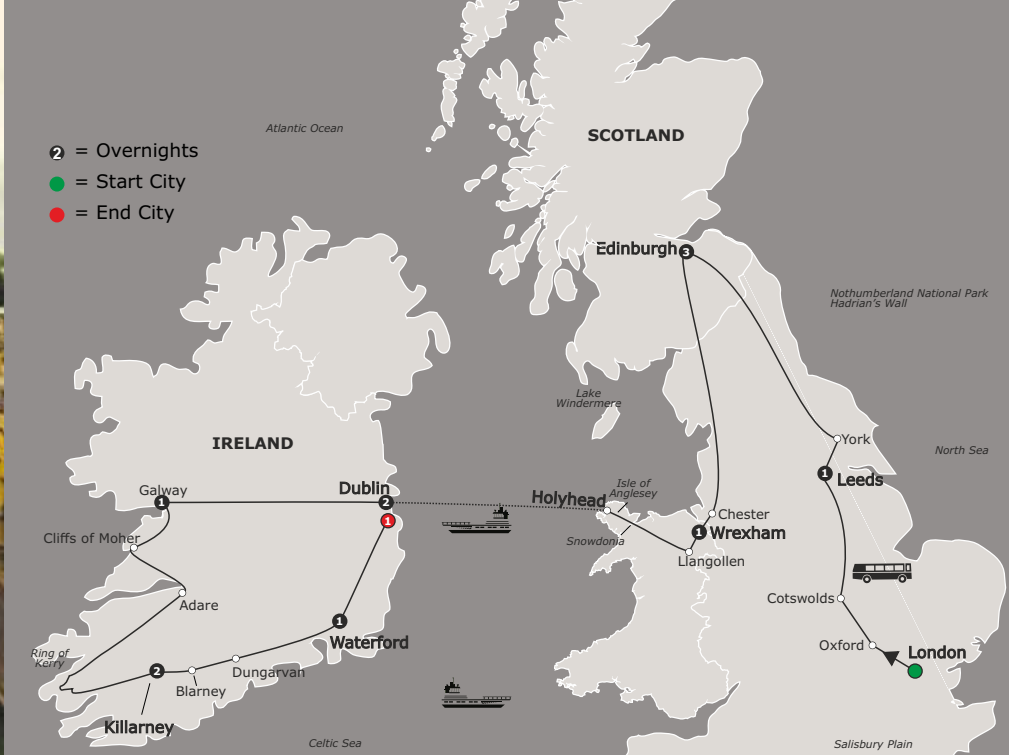 Atlantic Ocean
SCOTLAND
2 = Overnights
= Start City
= End City
Edinburgh 3
Nothumberland National Park
Hadrian's Wall
Lake
Windermere
IRELAND
York
North Sea
Leeds
1
Galway
1
Dublin
2
1
Holyhead
Isle of
Anglesey
Chester
Cliffs of Moher
Snowdonia
1 Wrexham
Llangollen
Adare
Cotswolds
1
Waterford
Oxford
London
Ring of
Kerry
2
Dungarvan
Blarney
Killarney
Celtic Sea
Salisbury Plain